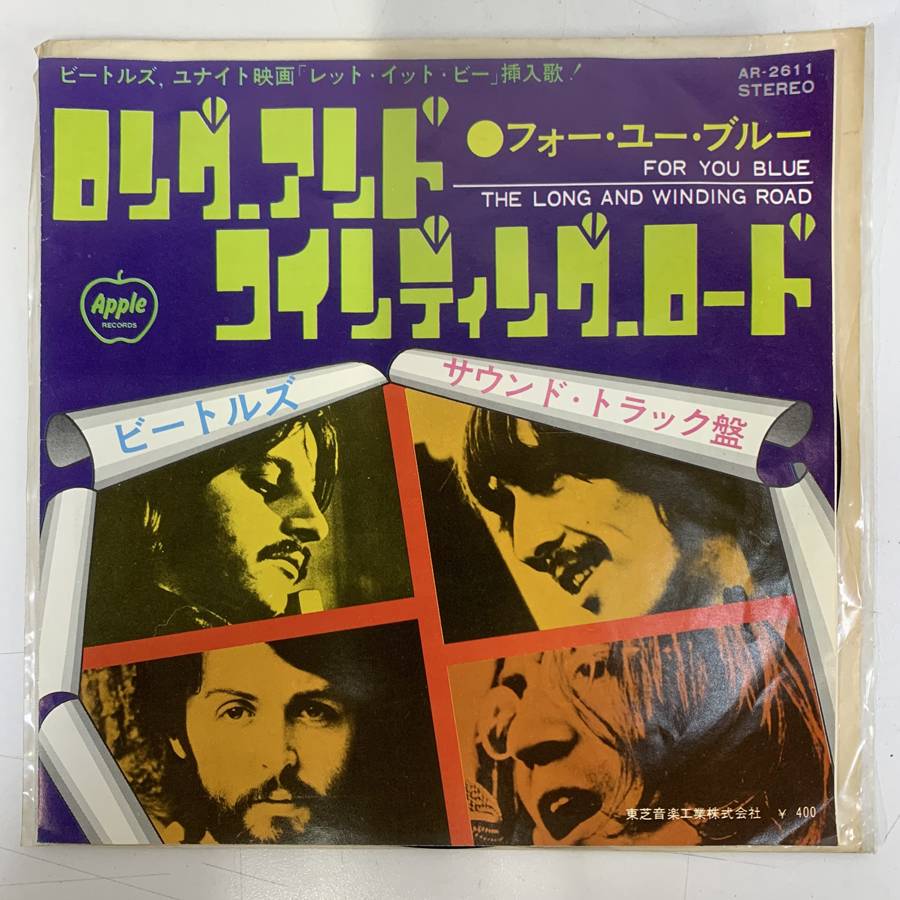 ビートルズ、ユナイト映画「レット・イット・ビー」挿入歌!
AR-2611
STEREO
ロング・アンド
ワインディング・ロード
●フォー・ユー・ブルー
FOR YOU BLUE
THE LONG AND WINDING ROAD
Apple
RECORDS
ビートルズ
サウンド・トラック盤
東芝音楽工業株式会社 ¥ 400